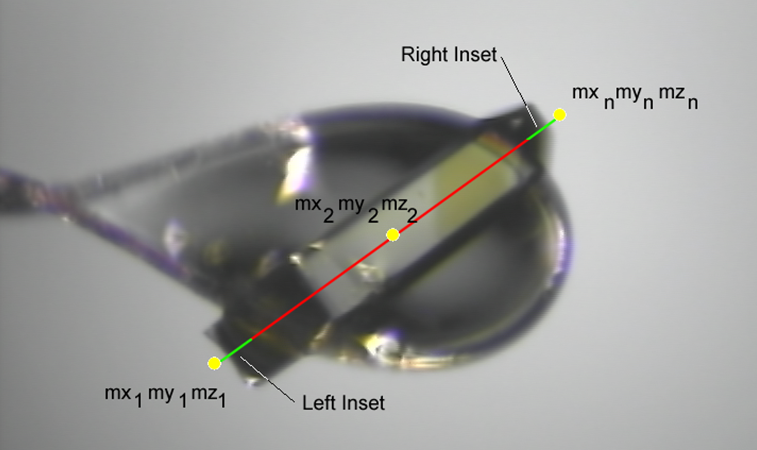 Right Inset
mx n my n mz n
mx 2 my 2 mz 2
mx 1 my 1 mz 1
Left Inset